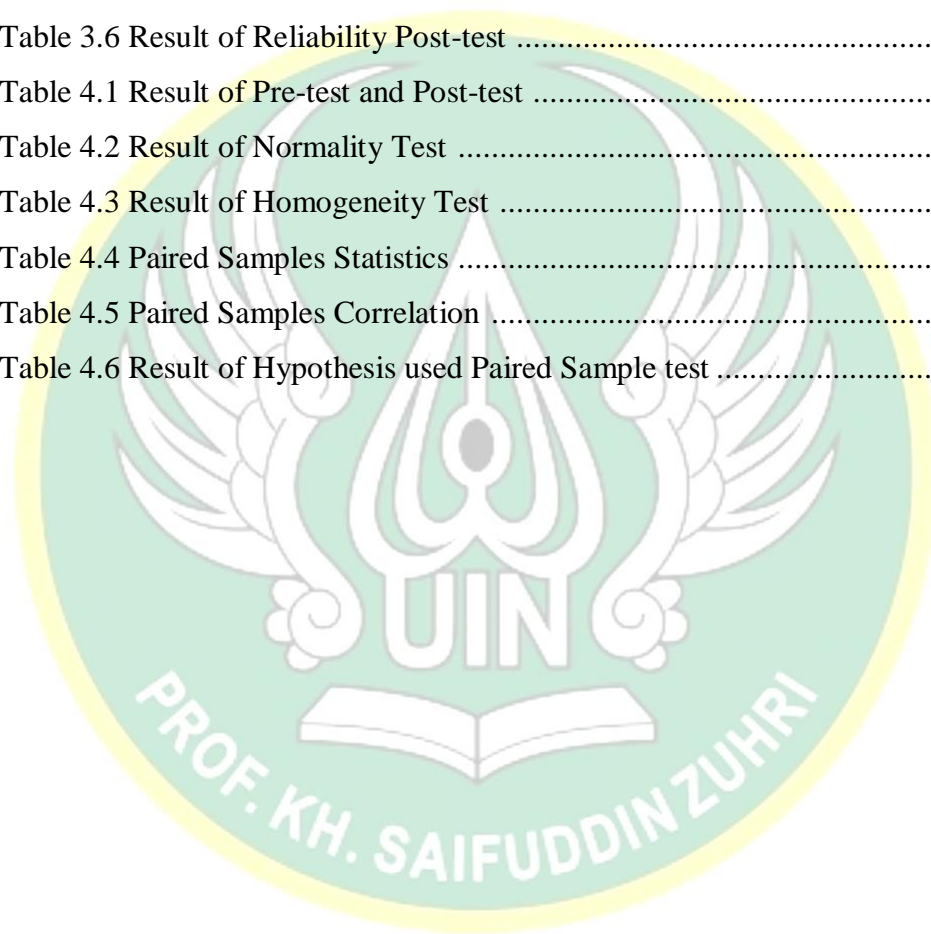 Table 3.6 Result of Reliability Post-test ..........................................
Table 4.1 Result of Pre-test and Post-test ........................................
Table 4.2 Result of Normality Test ................................................
Table 4.3 Result of Homogeneity Test ...........................................
Table 4.4 Paired Samples Statistics ................................................
Table 4.5 Paired Samples Correlation ............................................
Table 4.6 Result of Hypothesis used Paired Sample test ..........................
UIN
PROF. KH. SAIFUDDIN ZUHRI